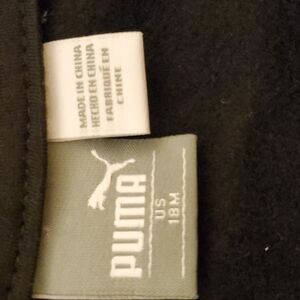 MADE IN CHINA
HECHO EN CHINA
FABRIQUÉ EN
CHINE
PUMA
US
18M